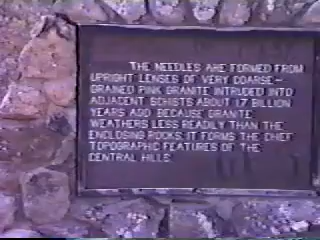 THE NEEDLES ARE FORMED FROM
UPRIGHT LENSES OF VERY COARSE-
GRAINED PINK GRANITE INTRUDED INTO
ADJACENT SCHISTS ABOUT 1.7 BILLION
YEARS AGO. BECAUSE GRANITE
WEATHERS LESS READILY THAN THE
ENCLOSING ROCKS, IT FORMS THE CHIEF
TOPOGRAPHIC FEATURES OF THE
CENTRAL HILLS.